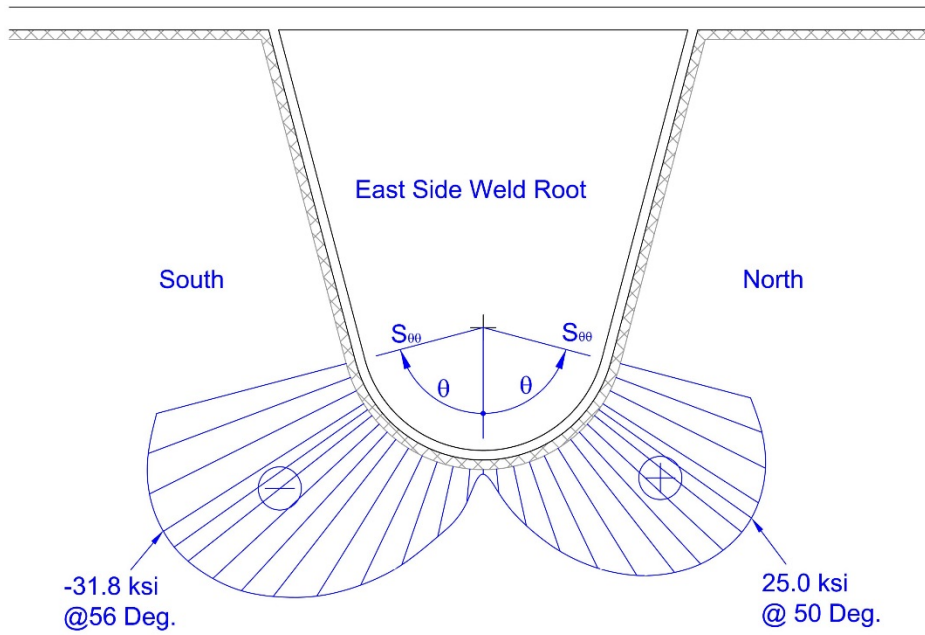 East Side Weld Root
South
North
Sθθ
Sθθ
θ
θ
-31.8 ksi
@56 Deg.
25.0 ksi
@ 50 Deg.